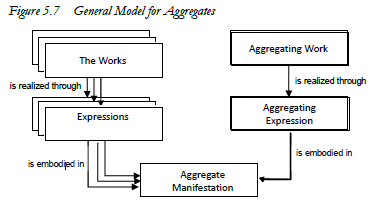 Figure 5.7 General Model for Aggregates
The Works
Aggregating Work
is realized through
is realized through
Expressions
Aggregating
Expression
is embodied in
is embodied in
Aggregate
Manifestation